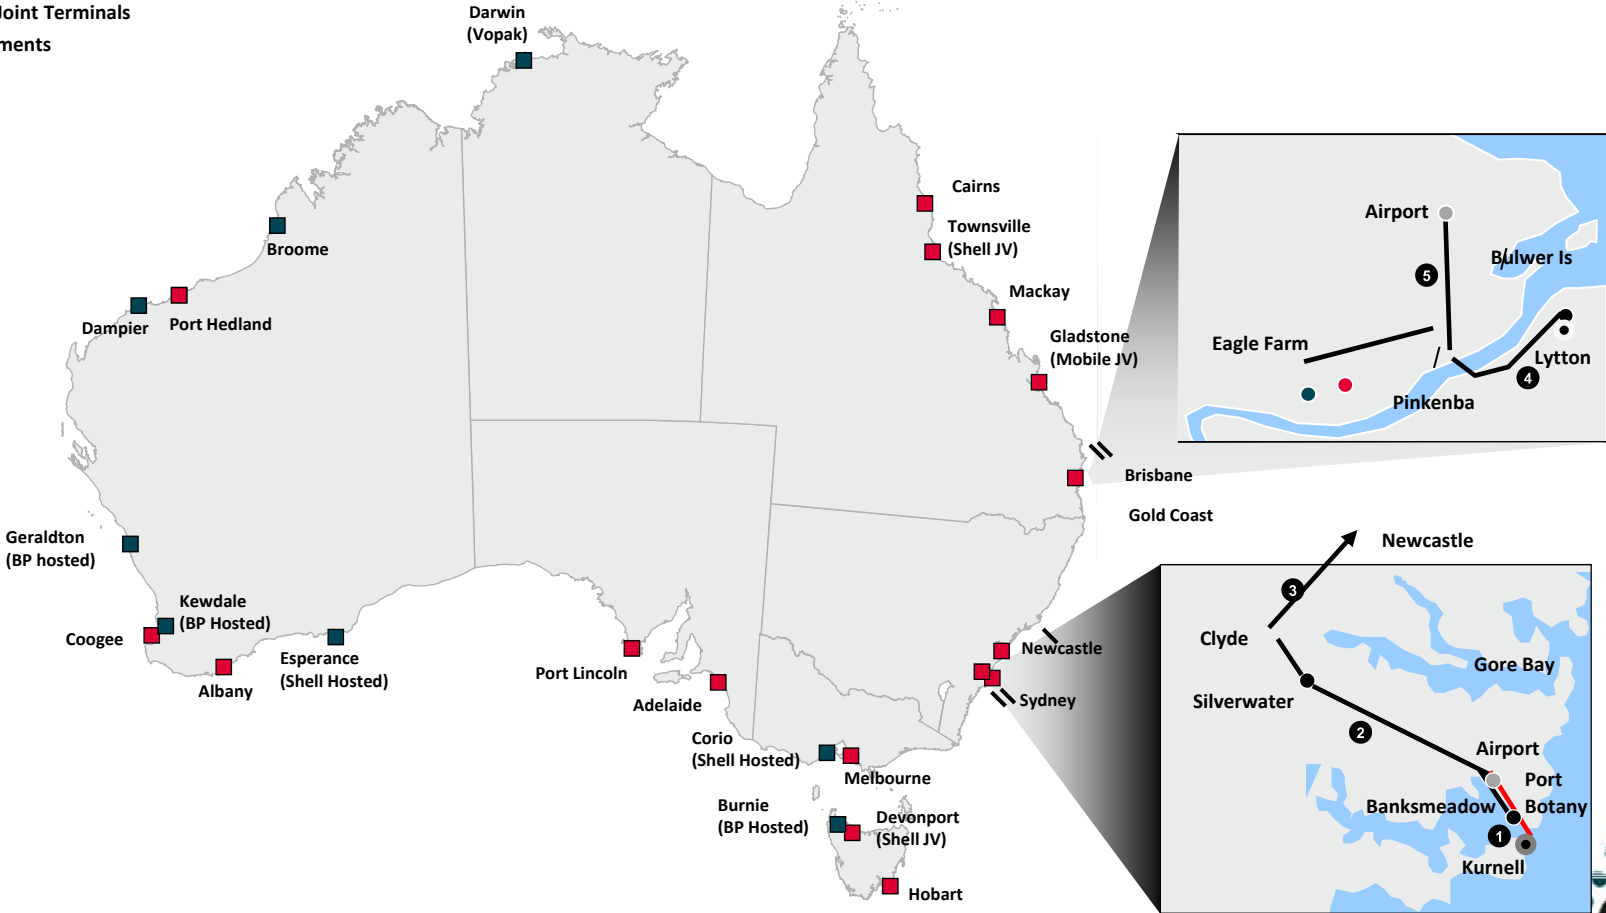 Joint Terminals
ments
Darwin
(Vopak)
Cairns
Townsville
(Shell JV)
Mackay
Gladstone
(Mobile JV)
Broome
Dampier
Port Hedland
Brisbane
Gold Coast
Geraldton
(BP hosted)
Kewdale
(BP Hosted)
Coogee
Albany
Esperance
(Shell Hosted)
Port Lincoln
Adelaide
Newcastle
Sydney
Corio
(Shell Hosted)
Melbourne
Burnie
(BP Hosted)
Devonport
(Shell JV)
Hobart
Airport
Bulwer Is
5
Eagle Farm
Lytton
4
Pinkenba
Newcastle
3
Clyde
Gore Bay
Silverwater
2
Airport
Port
Botany
Banksmeadow
1
Kurnell